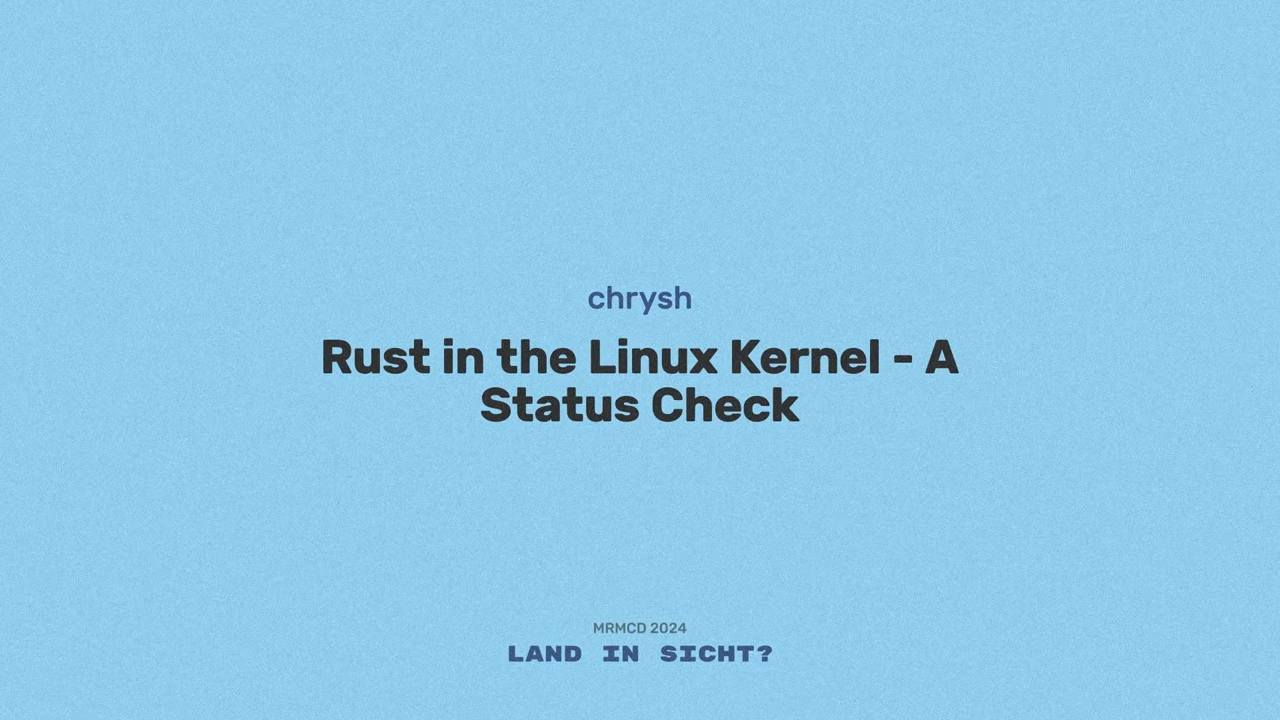 chrysh
Rust in the Linux Kernel - A
Status Check
MRMCD 2024
LAND IN SICHT?